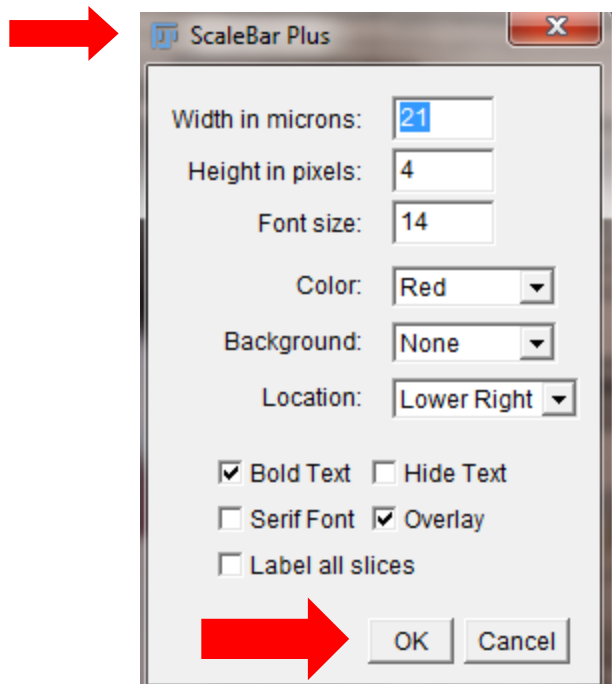 ScaleBar Plus
Width in microns: 21
Height in pixels: 4
Font size: 14
Color: Red
Background: None
Location: Lower Right
Bold Text Hide Text
Serif Font Overlay
Label all slices
OK Cancel